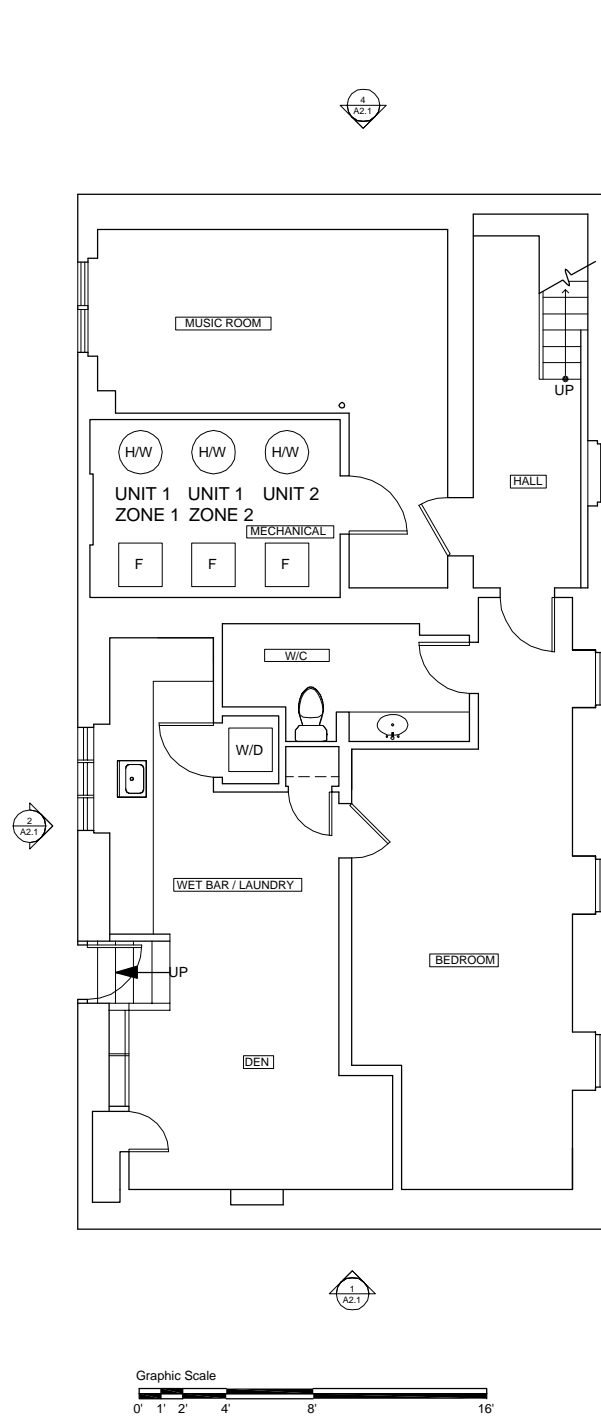 4
A2.1
MUSIC ROOM
UP
H/W H/W H/W
UNIT 1 UNIT 1 UNIT 2
ZONE 1 ZONE 2
HALL
MECHANICAL
F F F
W/C
W/D
2
A2.1
WET BAR / LAUNDRY
BEDROOM
UP
DEN
1
A2.1
Graphic Scale
0' 1' 2' 4' 8' 16'